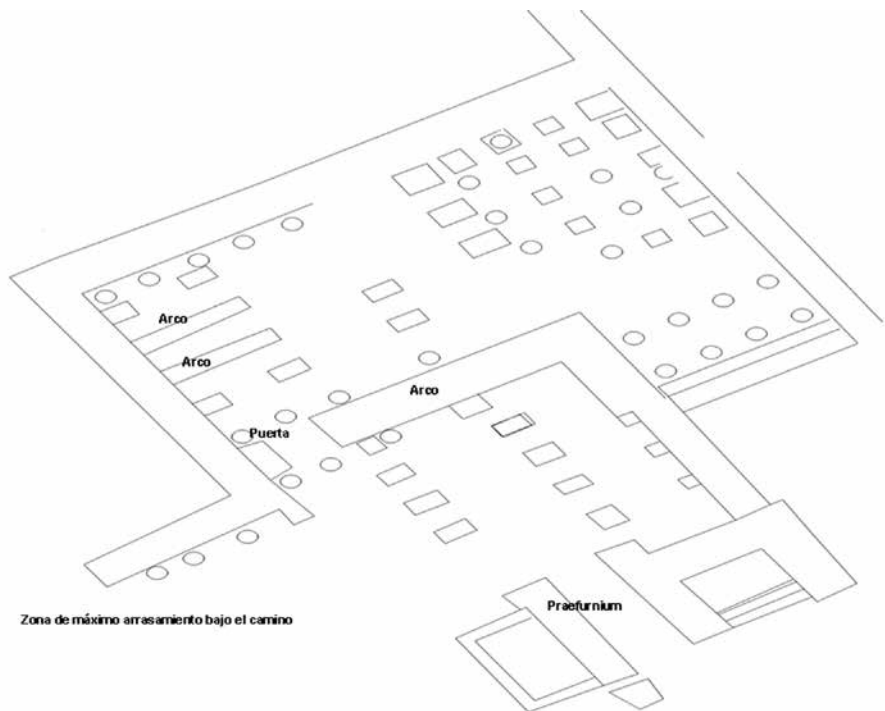 Arco
Arco
Arco
Puerta
Praefurnium
Zona de máximo arrasamiento bajo el camino